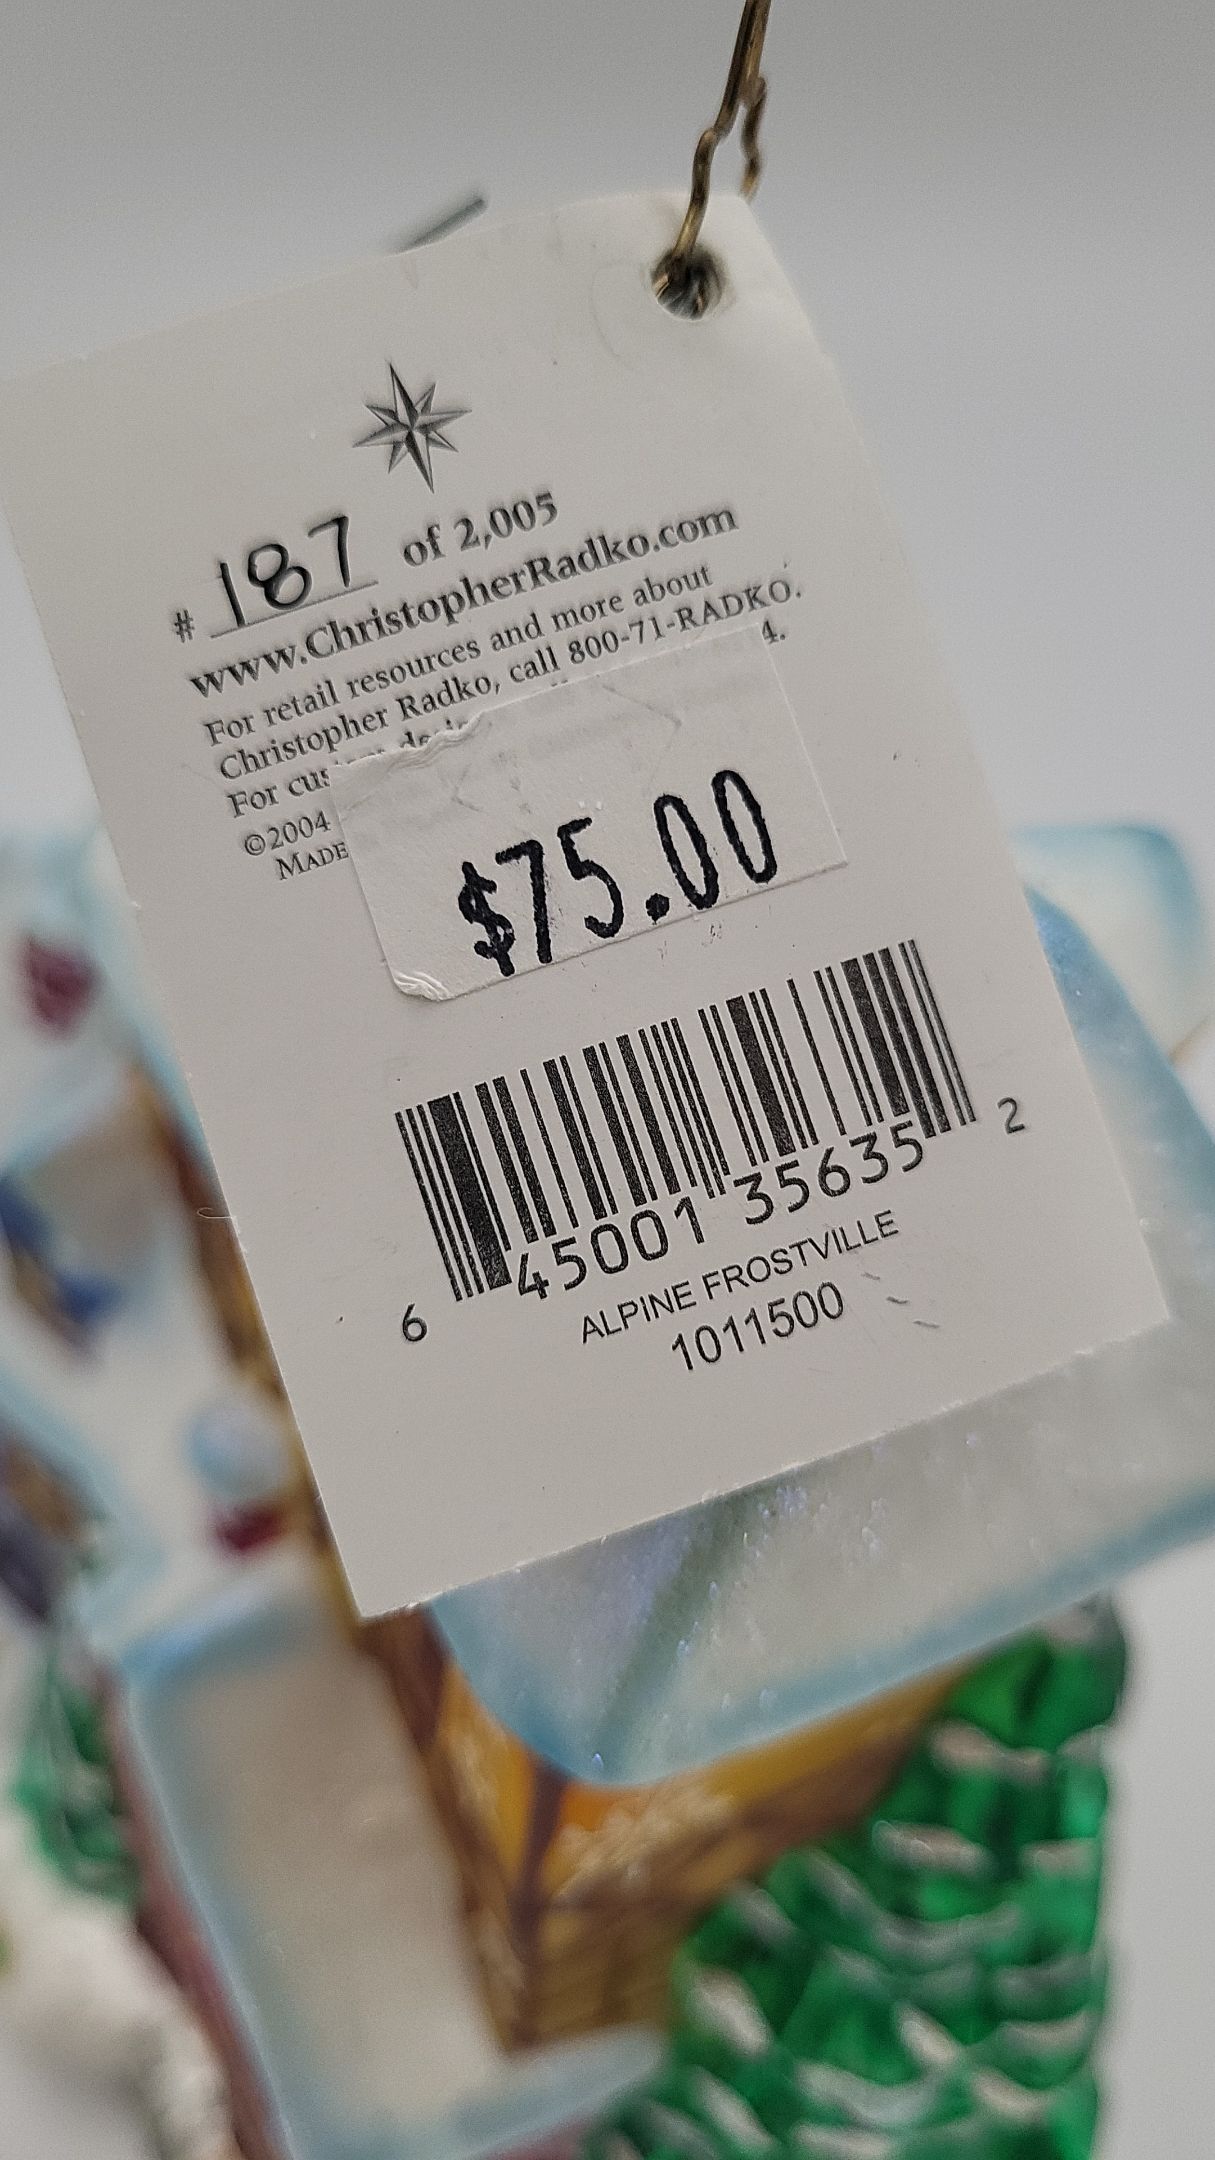 # 187 of 2,005
www.ChristopherRadko.com
For retail resources and more about
Christopher Radko, call 800-71-RADKO.
For 4.
©2004
MADE
$75.00
6 45001 35635 2
ALPINE FROSTVILLE
1011500